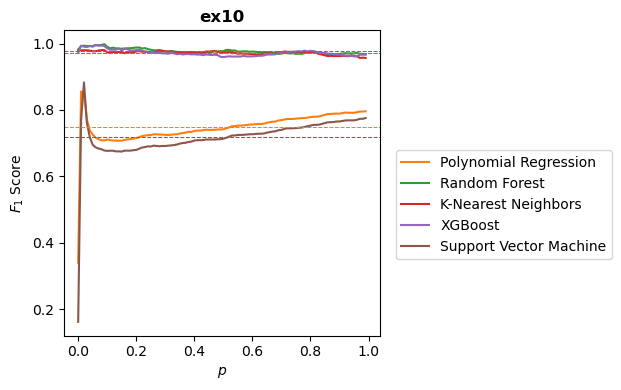 ex10
1.0
0.8
0.6
0.4
0.2
F1 Score
0.0 0.2 0.4 0.6 0.8 1.0
p
Polynomial Regression
Random Forest
K-Nearest Neighbors
XGBoost
Support Vector Machine